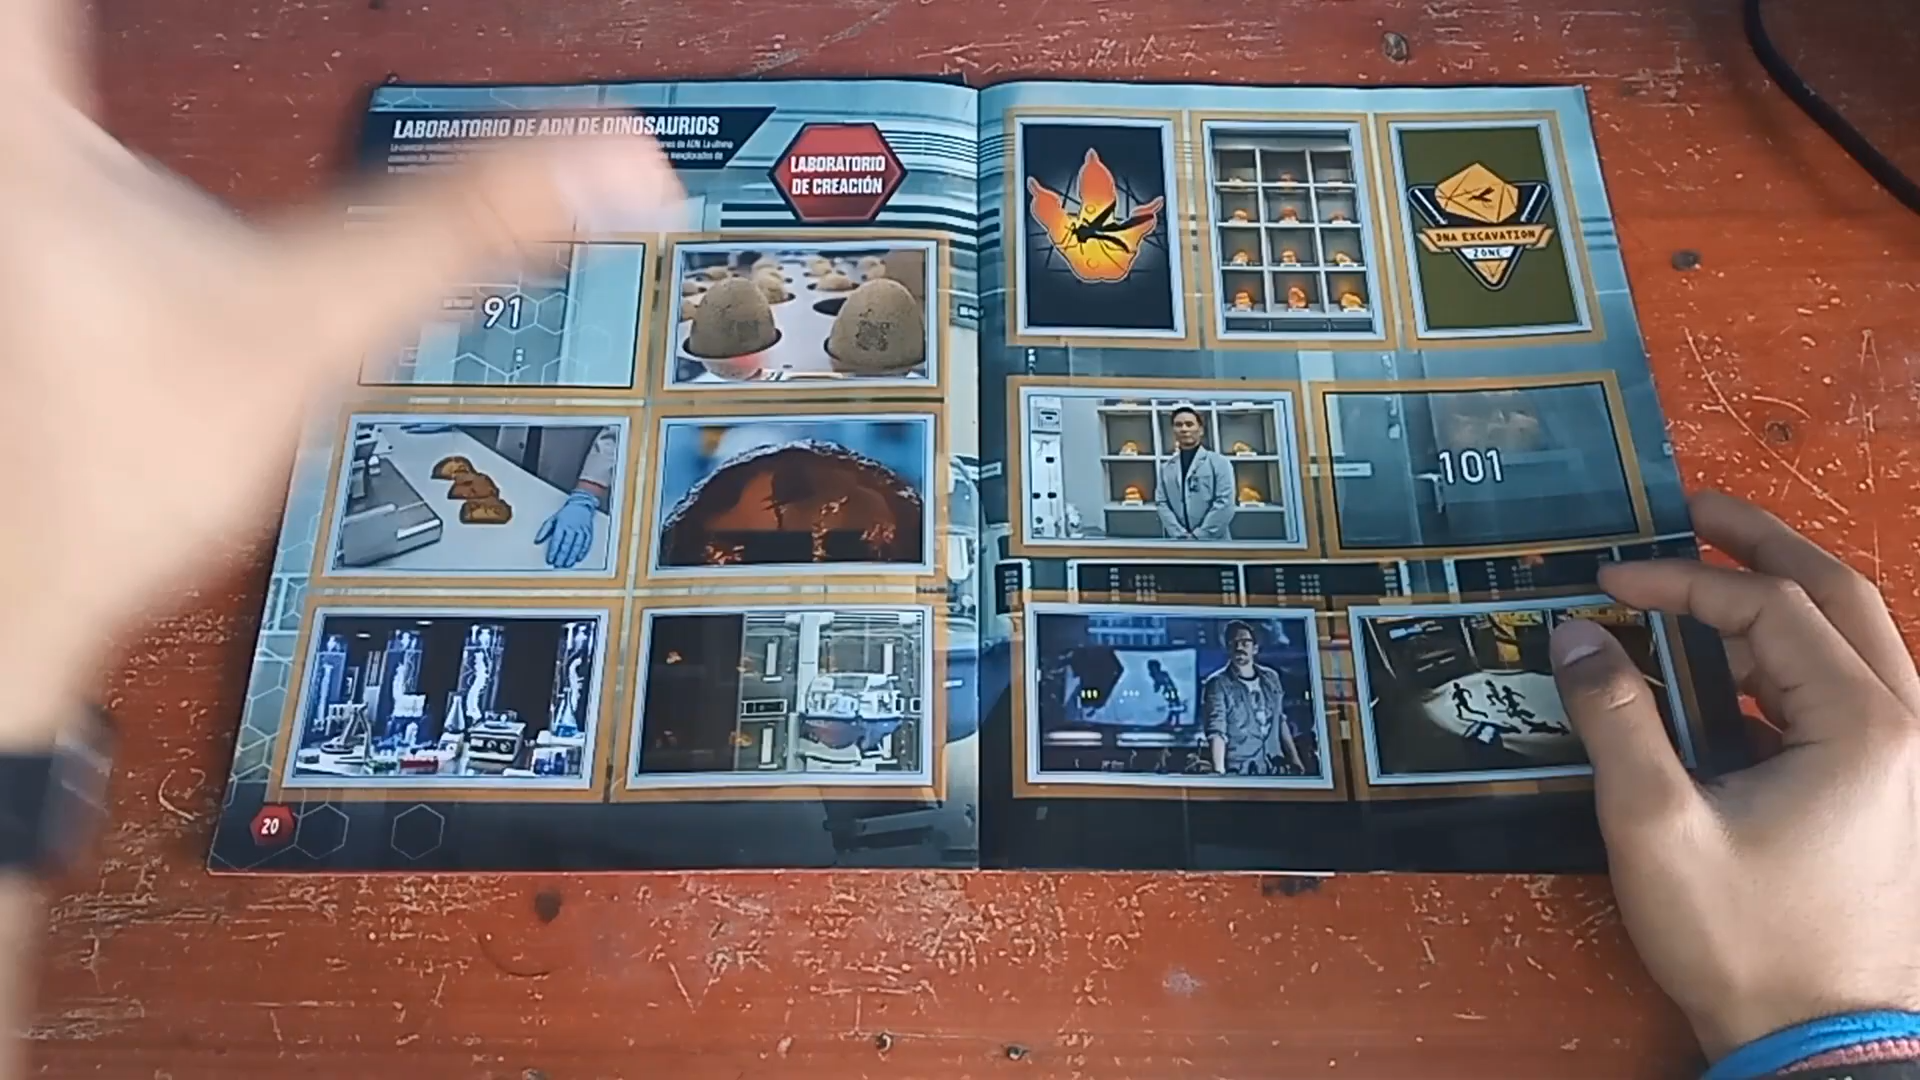 LABORATORIO DE ADN DE DINOSAURIOS
LABORATORIO
DE CREACIÓN
91
20
DNA EXCAVATION
ZONE
101